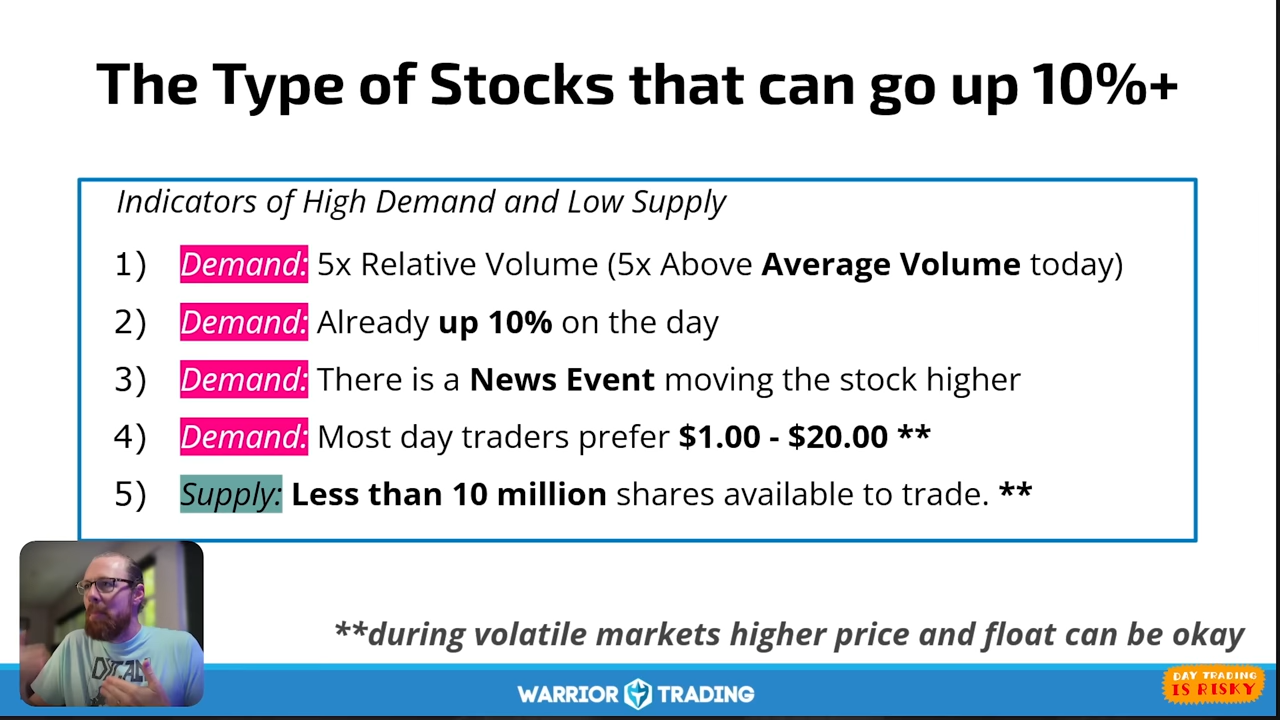 The Type of Stocks that can go up 10%+
Indicators of High Demand and Low Supply
1) Demand: 5x Relative Volume (5x Above Average Volume today)
2) Demand: Already up 10% on the day
3) Demand: There is a News Event moving the stock higher
4) Demand: Most day traders prefer $1.00 - $20.00 **
5) Supply: Less than 10 million shares available to trade. **
**during volatile markets higher price and float can be okay
WARRIOR TRADING
DAY TRADING
IS RISKY